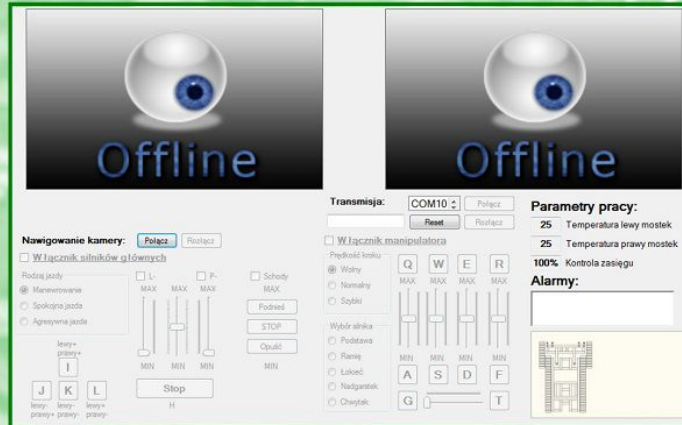 Offline
Offline
Transmisja: COM10 Połącz
Reset Rozłącz
Nawigowanie kamery: Połącz Rozłącz
Włącznik silników głównych
Rodzaj jazdy
Manewrowanie
Spokojna jazda
Agresywna jazda
L- P-
MAX MAX MAX
MIN MIN MIN
Schody
MAX
Podnieś
STOP
Opuść
MIN
lewy+
prawy+
I
J K L
lewy- lewy- lewy+
prawy+ prawy- prawy-
Stop
H
Włącznik manipulatora
Prędkość kroku
Wolny
Normalny
Szybki
Wybór silnika
Podstawa
Ramię
Łokieć
Nadgarstek
Chwytak
Q W E R
MAX MAX MAX MAX
MIN MIN MIN MIN
A S D F
G T
Parametry pracy:
25 Temperatura lewy mostek
25 Temperatura prawy mostek
100% Kontrola zasięgu
Alarmy: